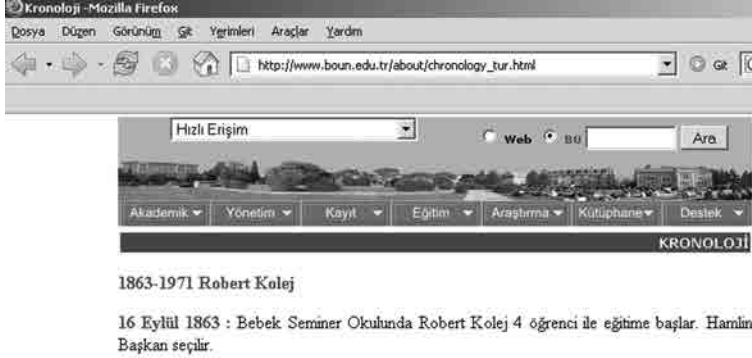 Kronoloji -Mozilla Firefox
Dosya Düzen Görünüm Git Yerimleri Araçlar Yardım
http://www.boun.edu.tr/about/chronology_tur.html Git
Hızlı Erişim Web BÜ Ara
Akademik Yönetim Kayıt Eğitim Araştırma Kütüphane Destek
KRONOLOJİ
1863-1971 Robert Kolej
16 Eylül 1863 : Bebek Seminer Okulunda Robert Kolej 4 öğrenci ile eğitime başlar. Hamlin
Başkan seçilir.